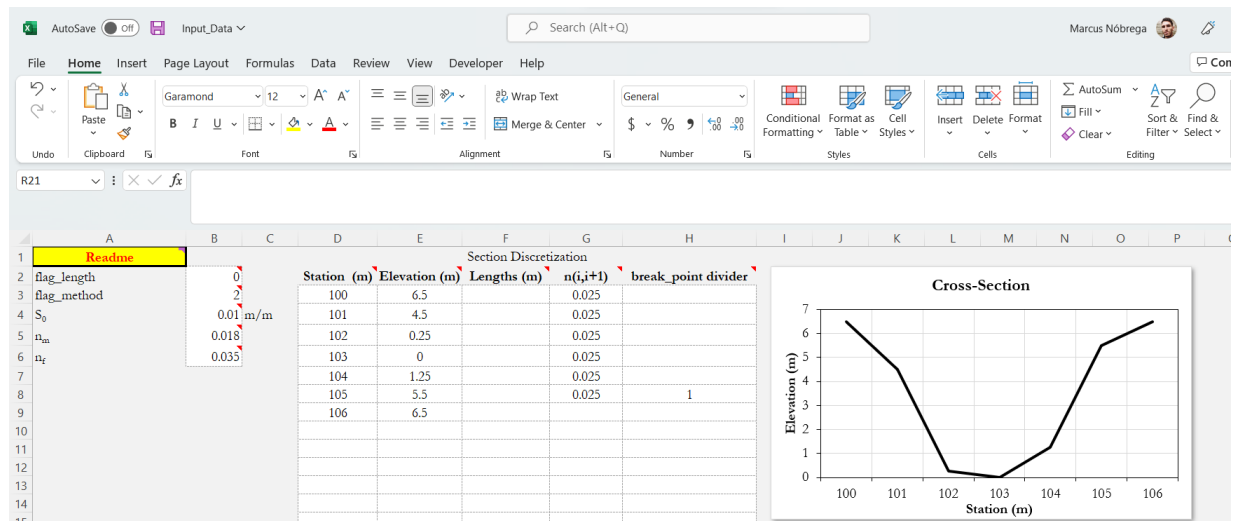 AutoSave Off Input_Data Search (Alt+Q) Marcus Nóbrega
File Home Insert Page Layout Formulas Data Review View Developer Help
Garamond 12 A A ab Wrap Text General AutoSum
Paste B I U A Merge & Center $ % Conditional Formatting Format as Table Cell Styles Insert Delete Format Fill Clear Sort & Filter Find & Select
Undo Clipboard Font Alignment Number Styles Cells Editing
R21 fx
A B C D E F G H I J K L M N O P
1 Readme Section Discretization
2 flag_length 0 Station (m) Elevation (m) Lengths (m) n(i,i+1) break_point divider
3 flag_method 2 100 6.5 0.025
4 S₀ 0.01 m/m 101 4.5 0.025
5 nₘ 0.018 102 0.25 0.025
6 n_f 0.035 103 0 0.025
7 104 1.25 0.025
8 105 5.5 0.025 1
9 106 6.5
10
11
12
13
14
Cross-Section
7
6
5
4
3
2
1
0
Elevation (m)
100 101 102 103 104 105 106
Station (m)